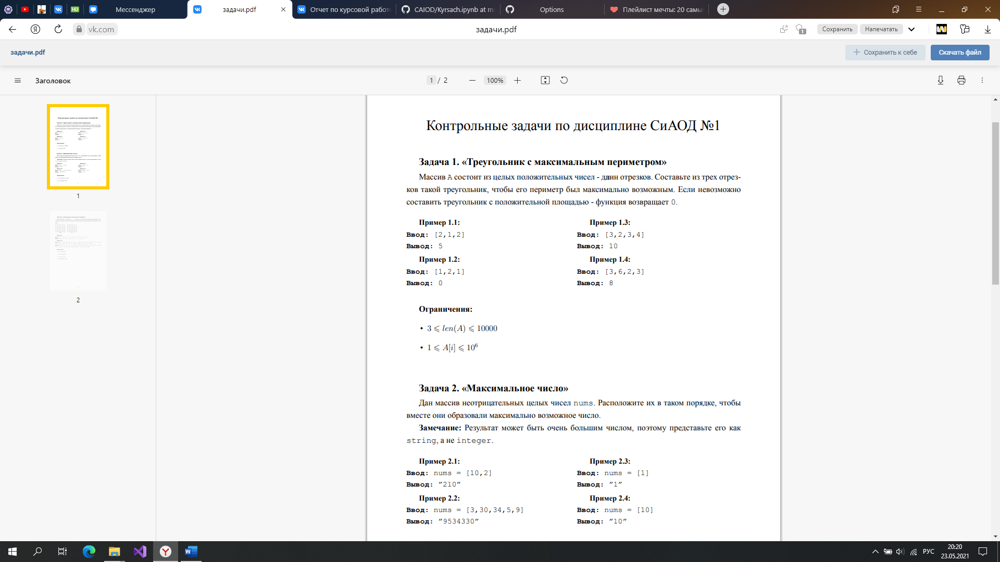 Мессенджер
задачи.pdf
Отчет по курсовой работе
CAIOD/Kyrsach.ipynb at ma
Options
Плейлист мечты: 20 самы
HD
vk.com
задачи.pdf
1
Сохранить
Напечатать
задачи.pdf
Сохранить к себе
Скачать файл
Заголовок
1 / 2
100%
1
2
Контрольные задачи по дисциплине СиАОД №1
Задача 1. «Треугольник с максимальным периметром»
Массив A состоит из целых положительных чисел - длин отрезков. Составьте из трех отрез-
ков такой треугольник, чтобы его периметр был максимально возможным. Если невозможно
составить треугольник с положительной площадью - функция возвращает 0.
Пример 1.1:
Ввод: [2,1,2]
Вывод: 5
Пример 1.2:
Ввод: [1,2,1]
Вывод: 0
Пример 1.3:
Ввод: [3,2,3,4]
Вывод: 10
Пример 1.4:
Ввод: [3,6,2,3]
Вывод: 8
Ограничения:
• 3 ⩽ len(A) ⩽ 10000
• 1 ⩽ A[i] ⩽ 10⁶
Задача 2. «Максимальное число»
Дан массив неотрицательных целых чисел nums. Расположите их в таком порядке, чтобы
вместе они образовали максимально возможное число.
Замечание: Результат может быть очень большим числом, поэтому представьте его как
string, а не integer.
Пример 2.1:
Ввод: nums = [10,2]
Вывод: ”210”
Пример 2.2:
Ввод: nums = [3,30,34,5,9]
Вывод: ”9534330”
Пример 2.3:
Ввод: nums = [1]
Вывод: ”1”
Пример 2.4:
Ввод: nums = [10]
Вывод: ”10”
РУС
20:20
23.05.2021